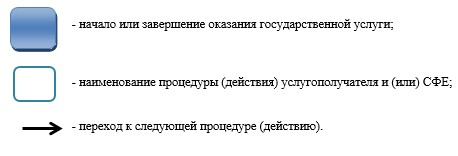 - начало или завершение оказания государственной услуги;
- наименование процедуры (действия) услугополучателя и (или) СФЕ;
- переход к следующей процедуре (действию).